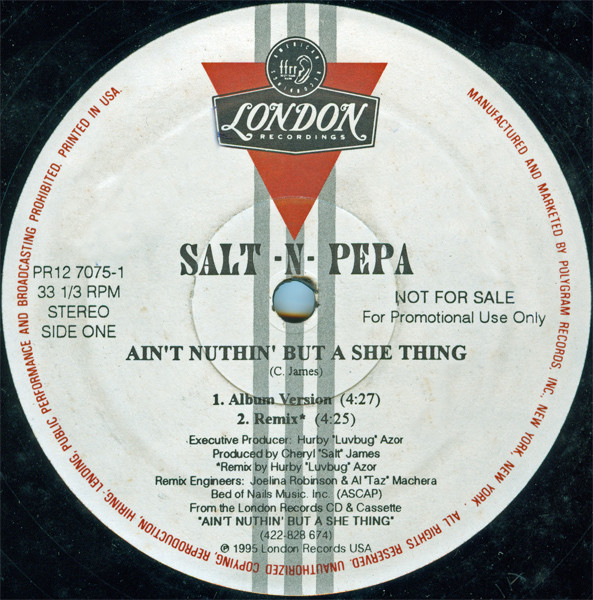 AMERICAN RECORDINGS
ffrr
LONDON
RECORDINGS
SALT -N- PEPA
PR12 7075-1
33 1/3 RPM
STEREO
SIDE ONE
NOT FOR SALE
For Promotional Use Only
AIN'T NUTHIN' BUT A SHE THING
(C. James)
1. Album Version (4:27)
2. Remix* (4:25)
Executive Producer: Hurby "Luvbug" Azor
Produced by Cheryl "Salt" James
*Remix by Hurby "Luvbug" Azor
Remix Engineers: Joelina Robinson & Al "Taz" Machera
Bed of Nails Music. Inc. (ASCAP)
From the London Records CD & Cassette
"AIN'T NUTHIN' BUT A SHE THING"
(422-828 674)
℗ 1995 London Records USA
MANUFACTURED AND MARKETED BY POLYGRAM RECORDS, INC., NEW YORK, NEW YORK . ALL RIGHTS RESERVED. UNAUTHORIZED COPYING, REPRODUCTION, HIRING, LENDING, PUBLIC PERFORMANCE AND BROADCASTING PROHIBITED. PRINTED IN USA.